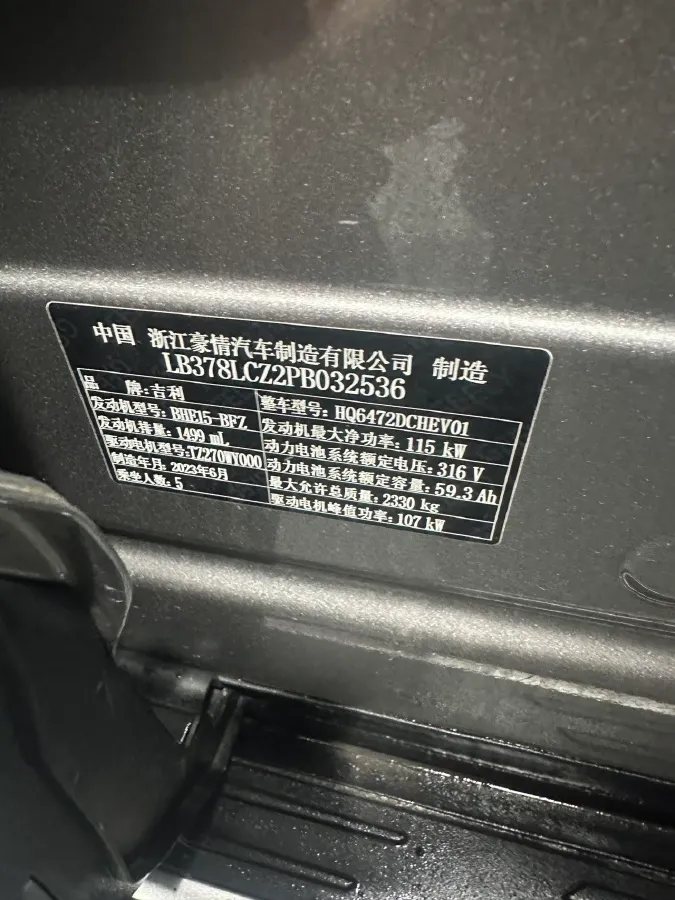 中国 浙江豪情汽车制造有限公司 制造
LB378LCZ2PB032536
品 牌:吉利
整车型号:HQ6472DCHEV01
发动机型号:BHE15-BFZ
发动机最大净功率:115 kW
发动机排量:1499 mL
动力电池系统额定电压:316 V
驱动电机型号:TZ270WY000
动力电池系统额定容量:59.3 Ah
制造年月:2023年6月
最大允许总质量:2330 kg
乘坐人数:5
驱动电机峰值功率:107 kW